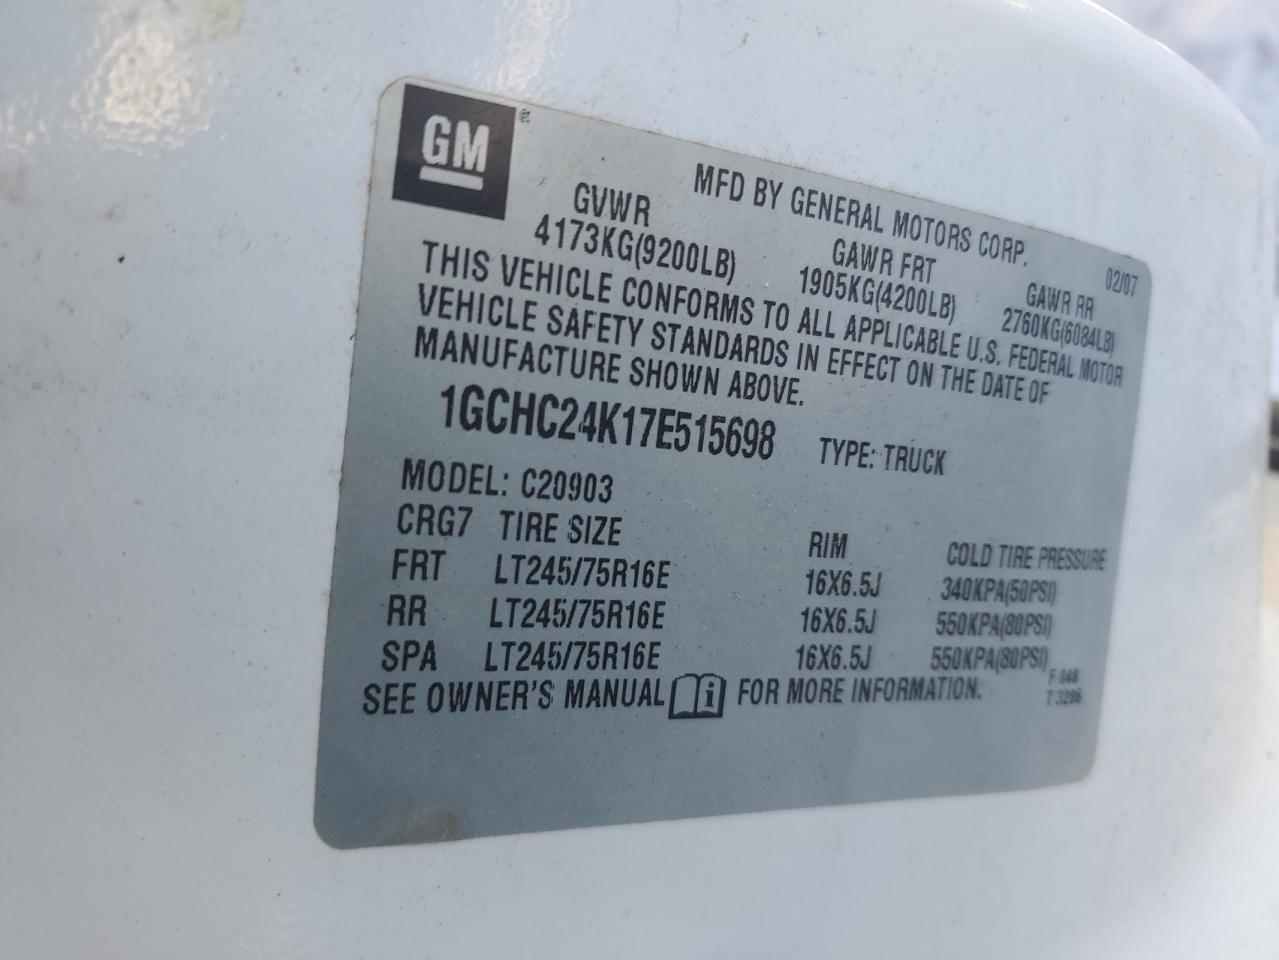 GM
MFD BY GENERAL MOTORS CORP.
02/07
GVWR GAWR FRT GAWR RR
4173KG(9200LB) 1905KG(4200LB) 2760KG(6084LB)
THIS VEHICLE CONFORMS TO ALL APPLICABLE U.S. FEDERAL MOTOR
VEHICLE SAFETY STANDARDS IN EFFECT ON THE DATE OF
MANUFACTURE SHOWN ABOVE.
1GCHC24K17E515698 TYPE: TRUCK
MODEL: C20903
CRG7 TIRE SIZE RIM COLD TIRE PRESSURE
FRT LT245/75R16E 16X6.5J 340KPA(50PSI)
RR LT245/75R16E 16X6.5J 550KPA(80PSI)
SPA LT245/75R16E 16X6.5J 550KPA(80PSI)
SEE OWNER'S MANUAL i FOR MORE INFORMATION.
F 848
T 3286